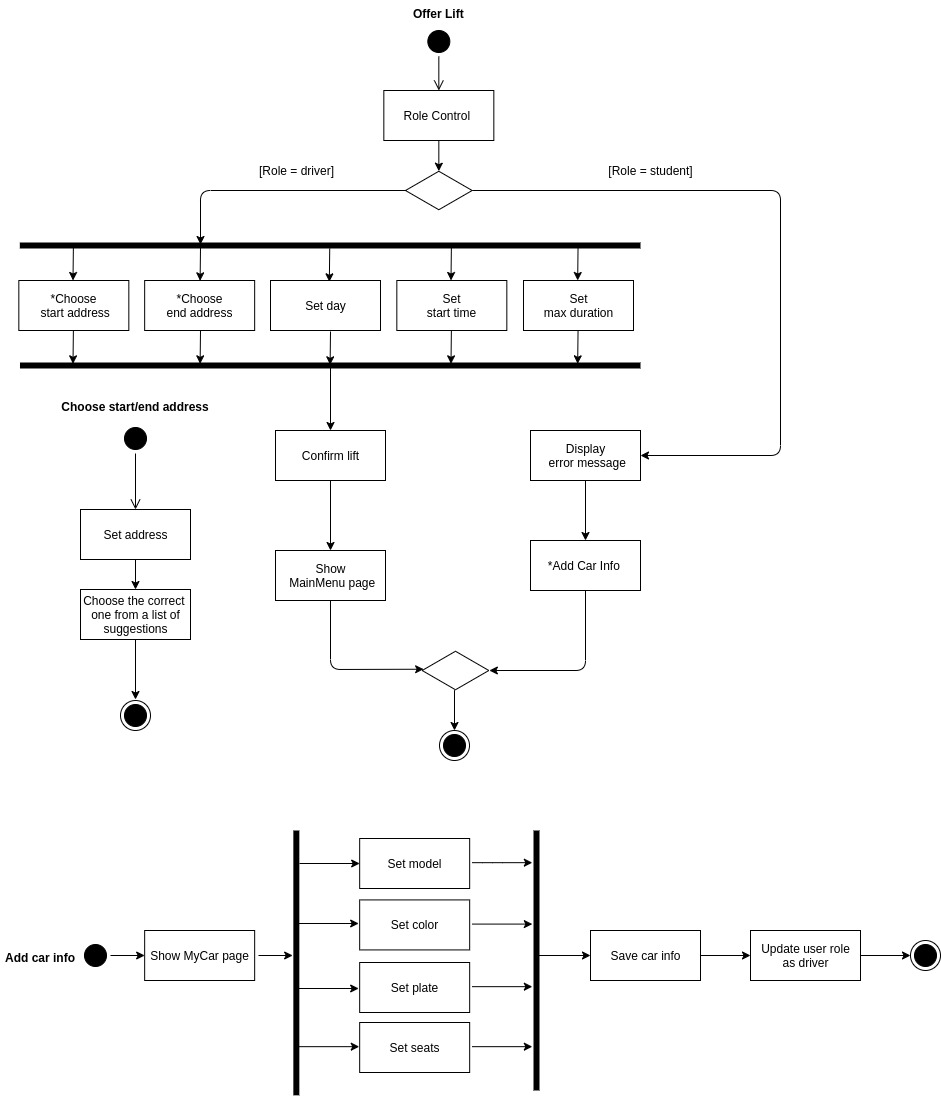 Offer Lift
Role Control
[Role = driver]
[Role = student]
*Choose
start address
*Choose
end address
Set day
Set
start time
Set
max duration
Choose start/end address
Confirm lift
Display
error message
Set address
Show
MainMenu page
*Add Car Info
Choose the correct
one from a list of
suggestions
Set model
Set color
Add car info
Show MyCar page
Save car info
Update user role
as driver
Set plate
Set seats